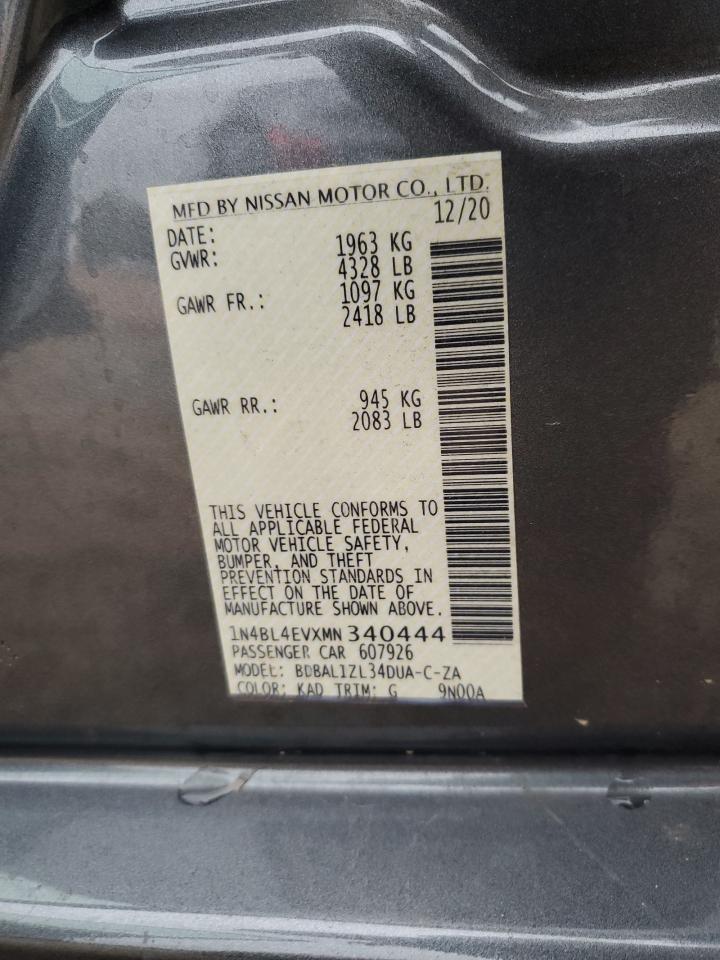 MFD BY NISSAN MOTOR CO., LTD.
DATE: 12/20
GVWR: 1963 KG
4328 LB
GAWR FR.: 1097 KG
2418 LB
GAWR RR.: 945 KG
2083 LB
THIS VEHICLE CONFORMS TO
ALL APPLICABLE FEDERAL
MOTOR VEHICLE SAFETY,
BUMPER, AND THEFT
PREVENTION STANDARDS IN
EFFECT ON THE DATE OF
MANUFACTURE SHOWN ABOVE.
1N4BL4EVXMN 340444
PASSENGER CAR 607926
MODEL: BDBALIZL34DUA-C-ZA
COLOR: KAD TRIM: G 9N00A